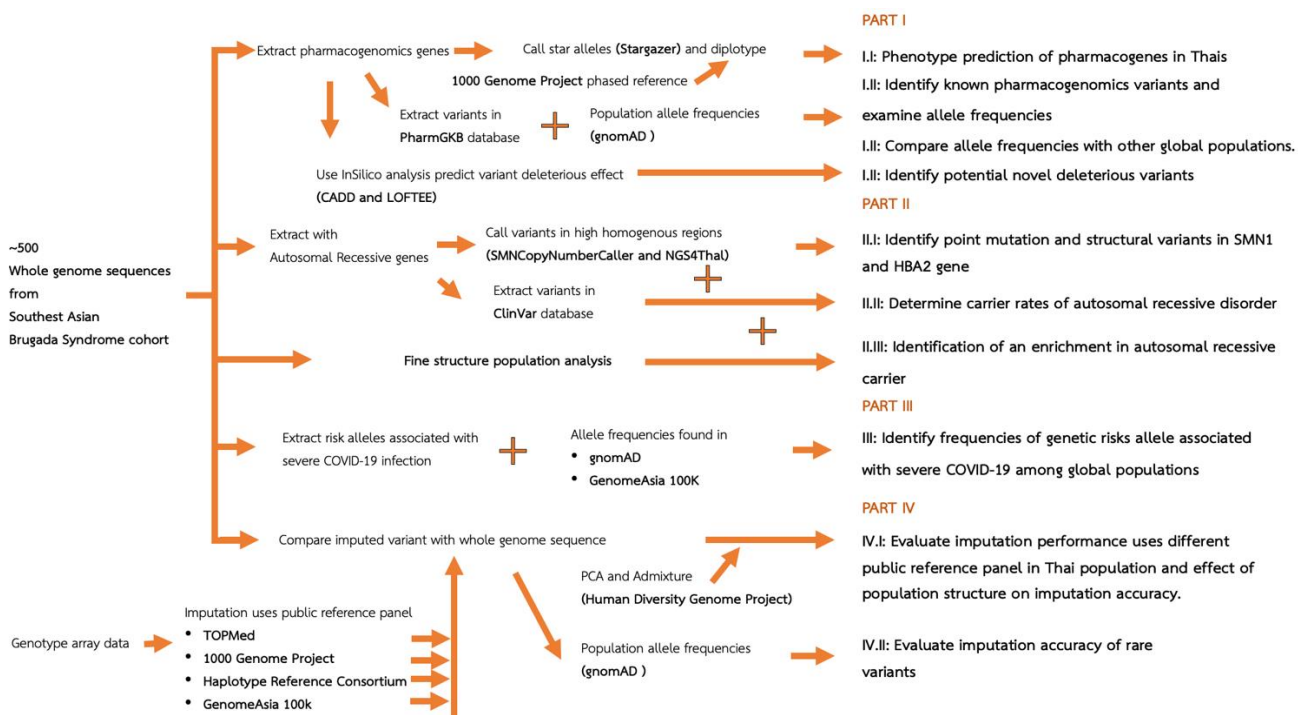 PART I
Extract pharmacogenomics genes
Call star alleles (Stargazer) and diplotype
I.I: Phenotype prediction of pharmacogenes in Thais
1000 Genome Project phased reference
I.II: Identify known pharmacogenomics variants and
examine allele frequencies
Extract variants in
PharmGKB database
Population allele frequencies
(gnomAD )
I.II: Compare allele frequencies with other global populations.
Use InSilico analysis predict variant deleterious effect
(CADD and LOFTEE)
I.II: Identify potential novel deleterious variants
PART II
~500
Whole genome sequences
from
Southest Asian
Brugada Syndrome cohort
Extract with
Autosomal Recessive genes
Call variants in high homogenous regions
(SMNCopyNumberCaller and NGS4Thal)
II.I: Identify point mutation and structural variants in SMN1
and HBA2 gene
Extract variants in
ClinVar database
II.II: Determine carrier rates of autosomal recessive disorder
Fine structure population analysis
II.III: Identification of an enrichment in autosomal recessive
carrier
PART III
Extract risk alleles associated with
severe COVID-19 infection
Allele frequencies found in
• gnomAD
• GenomeAsia 100K
III: Identify frequencies of genetic risks allele associated
with severe COVID-19 among global populations
PART IV
Compare imputed variant with whole genome sequence
IV.I: Evaluate imputation performance uses different
public reference panel in Thai population and effect of
population structure on imputation accuracy.
PCA and Admixture
(Human Diversity Genome Project)
Genotype array data
Imputation uses public reference panel
• TOPMed
• 1000 Genome Project
• Haplotype Reference Consortium
• GenomeAsia 100k
Population allele frequencies
(gnomAD )
IV.II: Evaluate imputation accuracy of rare
variants